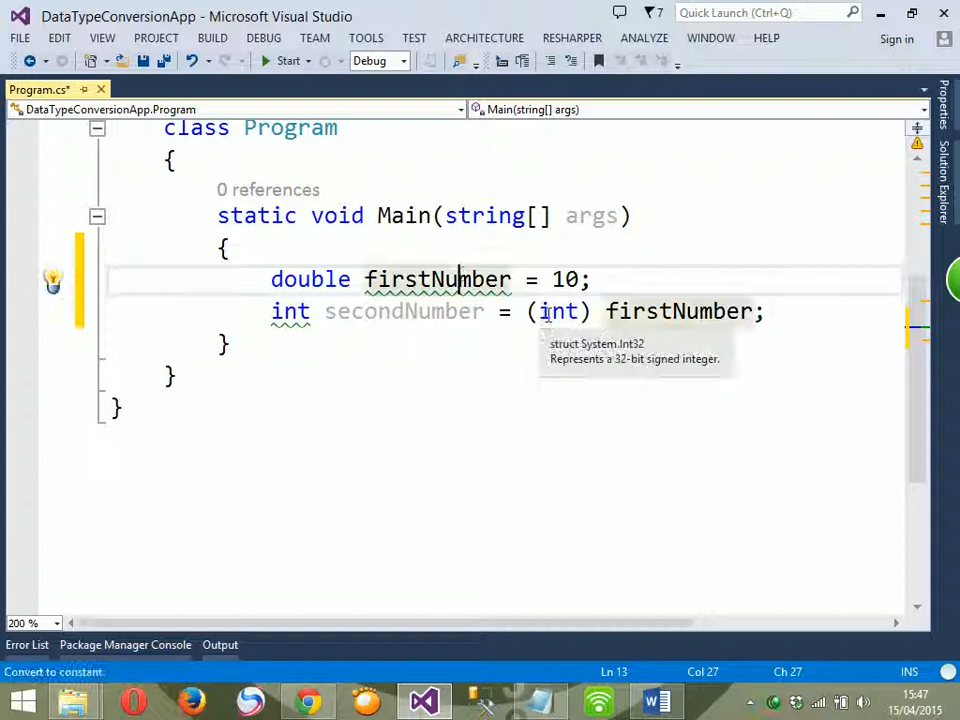 DataTypeConversionApp - Microsoft Visual Studio
7
Quick Launch (Ctrl+Q)
FILE EDIT VIEW PROJECT BUILD DEBUG TEAM TOOLS TEST ARCHITECTURE RESHARPER ANALYZE WINDOW HELP
Sign in
Start
Debug
Program.cs*
DataTypeConversionApp.Program
Main(string[] args)
Properties
Solution Explorer
class Program
{
0 references
static void Main(string[] args)
{
double firstNumber = 10;
int secondNumber = (int) firstNumber;
struct System.Int32
Represents a 32-bit signed integer.
}
}
}
200 %
Error List Package Manager Console Output
Convert to constant. Ln 13 Col 27 Ch 27 INS
15:47
15/04/2015